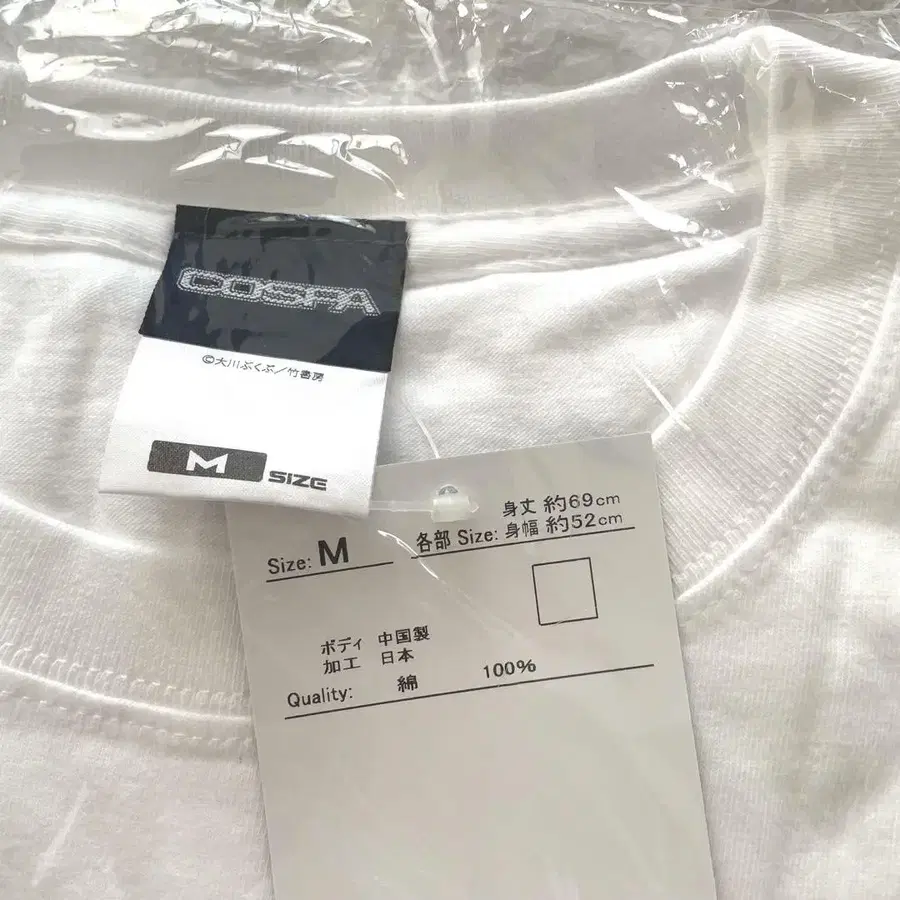 COSPA
©大川ぶくぶ/竹書房
M SIZE
Size: M
各部 Size: 身丈 約69cm
身幅 約52cm
ボディ 中国製
加工 日本
Quality: 綿 100%